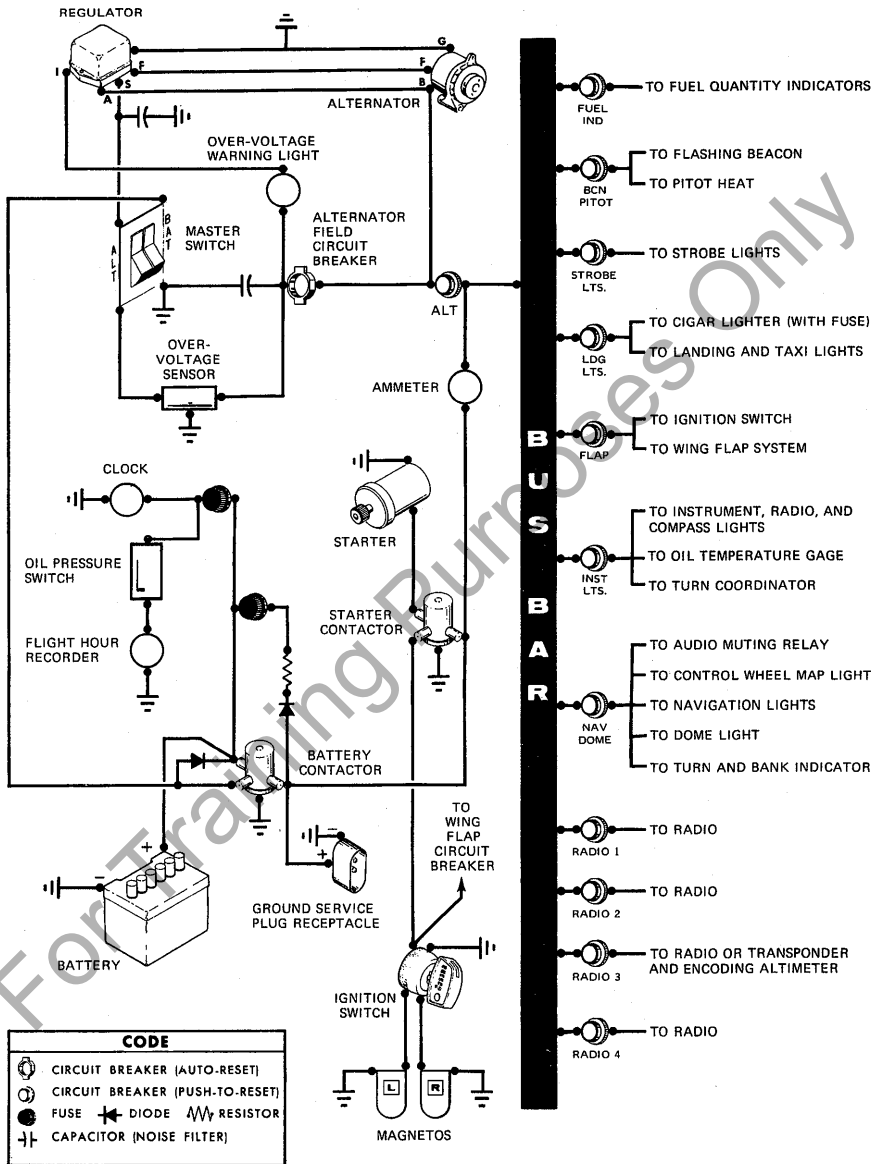 REGULATOR
G
F
I
F
S
A
B
ALTERNATOR
OVER-VOLTAGE
WARNING LIGHT
BAT
ALT
MASTER
SWITCH
ALTERNATOR
FIELD
CIRCUIT
BREAKER
ALT
OVER-
VOLTAGE
SENSOR
AMMETER
CLOCK
STARTER
OIL PRESSURE
SWITCH
STARTER
CONTACTOR
FLIGHT HOUR
RECORDER
BATTERY
CONTACTOR
TO
WING
FLAP
CIRCUIT
BREAKER
+
−
−
+
GROUND SERVICE
PLUG RECEPTACLE
BATTERY
IGNITION
SWITCH
L
R
MAGNETOS
BUS BAR
FUEL
IND
TO FUEL QUANTITY INDICATORS
BCN
PITOT
TO FLASHING BEACON
TO PITOT HEAT
STROBE
LTS.
TO STROBE LIGHTS
LDG
LTS.
TO CIGAR LIGHTER (WITH FUSE)
TO LANDING AND TAXI LIGHTS
FLAP
TO IGNITION SWITCH
TO WING FLAP SYSTEM
INST
LTS.
TO INSTRUMENT, RADIO, AND
COMPASS LIGHTS
TO OIL TEMPERATURE GAGE
TO TURN COORDINATOR
NAV
DOME
TO AUDIO MUTING RELAY
TO CONTROL WHEEL MAP LIGHT
TO NAVIGATION LIGHTS
TO DOME LIGHT
TO TURN AND BANK INDICATOR
RADIO 1
TO RADIO
RADIO 2
TO RADIO
RADIO 3
TO RADIO OR TRANSPONDER
AND ENCODING ALTIMETER
RADIO 4
TO RADIO
CODE
CIRCUIT BREAKER (AUTO-RESET)
CIRCUIT BREAKER (PUSH-TO-RESET)
FUSE DIODE RESISTOR
CAPACITOR (NOISE FILTER)
For Training Purposes Only